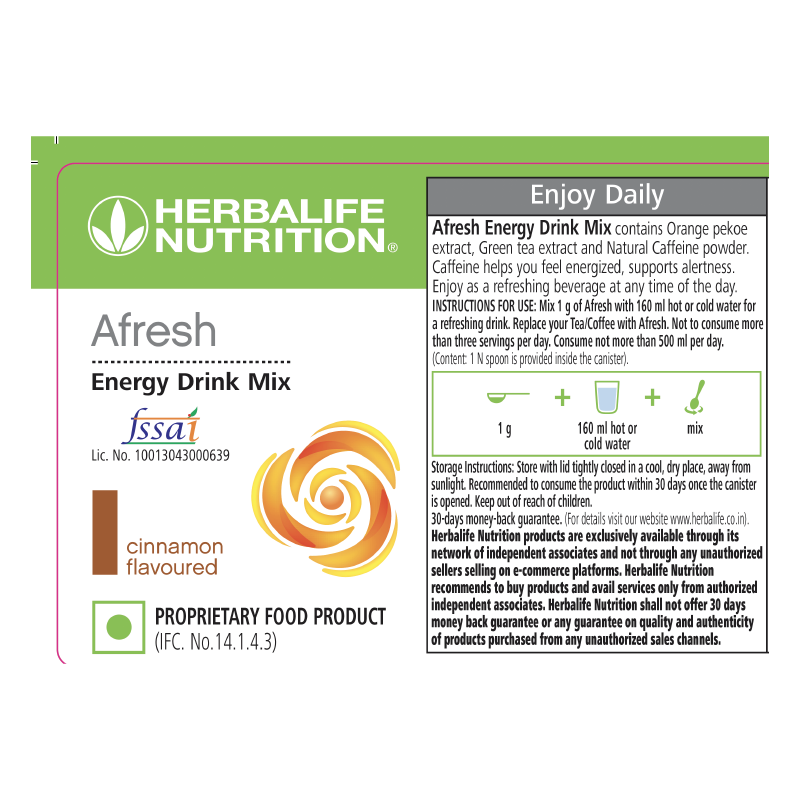 HERBALIFE
NUTRITION®
Afresh
Energy Drink Mix
fssai
Lic. No. 10013043000639
cinnamon
flavoured
PROPRIETARY FOOD PRODUCT
(IFC. No.14.1.4.3)
Enjoy Daily
Afresh Energy Drink Mix contains Orange pekoe
extract, Green tea extract and Natural Caffeine powder.
Caffeine helps you feel energized, supports alertness.
Enjoy as a refreshing beverage at any time of the day.
INSTRUCTIONS FOR USE: Mix 1 g of Afresh with 160 ml hot or cold water for
a refreshing drink. Replace your Tea/Coffee with Afresh. Not to consume more
than three servings per day. Consume not more than 500 ml per day.
(Content: 1 N spoon is provided inside the canister).
+ +
1 g 160 ml hot or mix
cold water
Storage Instructions: Store with lid tightly closed in a cool, dry place, away from
sunlight. Recommended to consume the product within 30 days once the canister
is opened. Keep out of reach of children.
30-days money-back guarantee. (For details visit our website www.herbalife.co.in).
Herbalife Nutrition products are exclusively available through its
network of independent associates and not through any unauthorized
sellers selling on e-commerce platforms. Herbalife Nutrition
recommends to buy products and avail services only from authorized
independent associates. Herbalife Nutrition shall not offer 30 days
money back guarantee or any guarantee on quality and authenticity
of products purchased from any unauthorized sales channels.